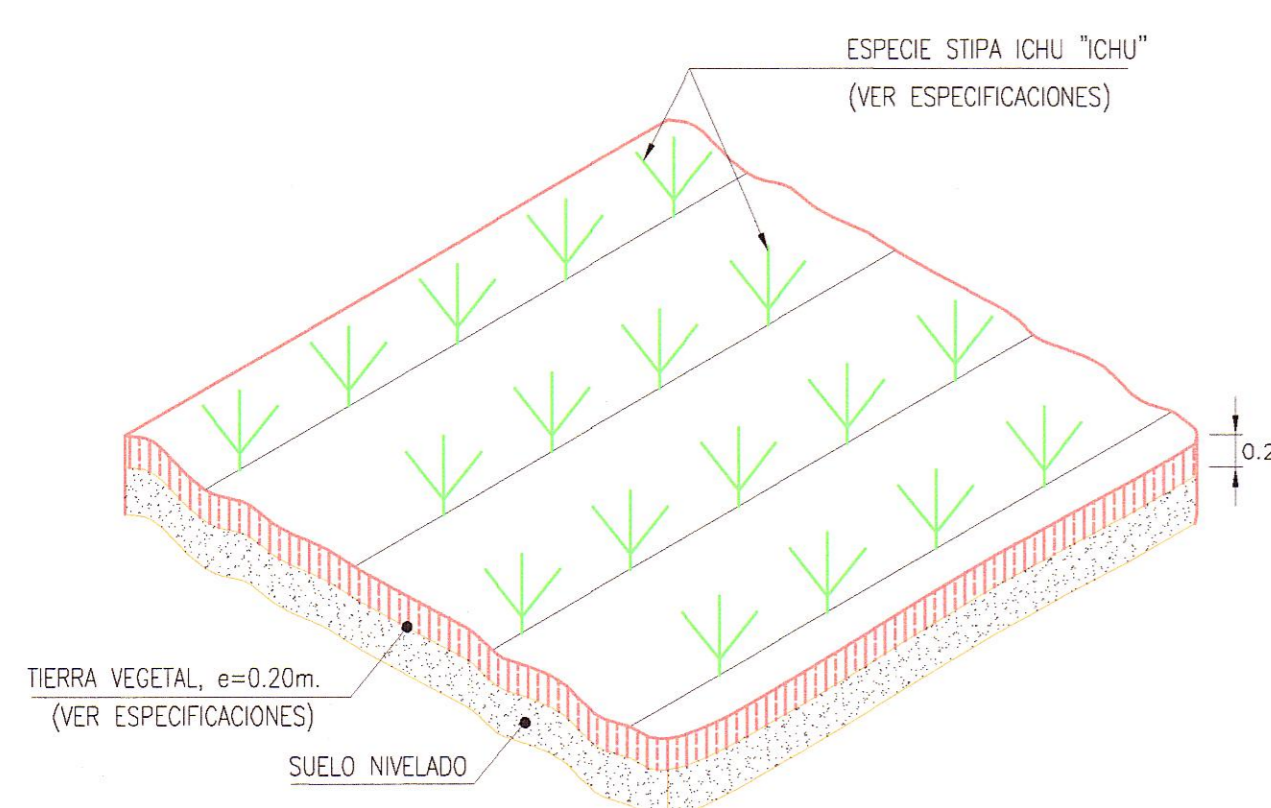 ESPECIE STIPA ICHU "ICHU"
(VER ESPECIFICACIONES)
0.2
TIERRA VEGETAL, e=0.20m.
(VER ESPECIFICACIONES)
SUELO NIVELADO